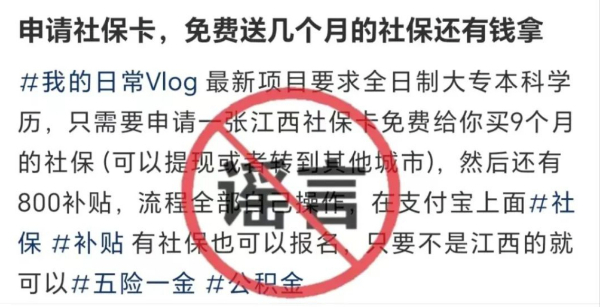 申请社保卡，免费送几个月的社保还有钱拿
#我的日常Vlog 最新项目要求全日制大专本科学
历，只需要申请一张江西社保卡免费给你买9个月
的社保(可以提现或者转到其他城市)，然后还有
800补贴，流程全部自己操作，在支付宝上面#社
保 #补贴 有社保也可以报名，只要不是江西的就
可以#五险一金 #公积金
谣言